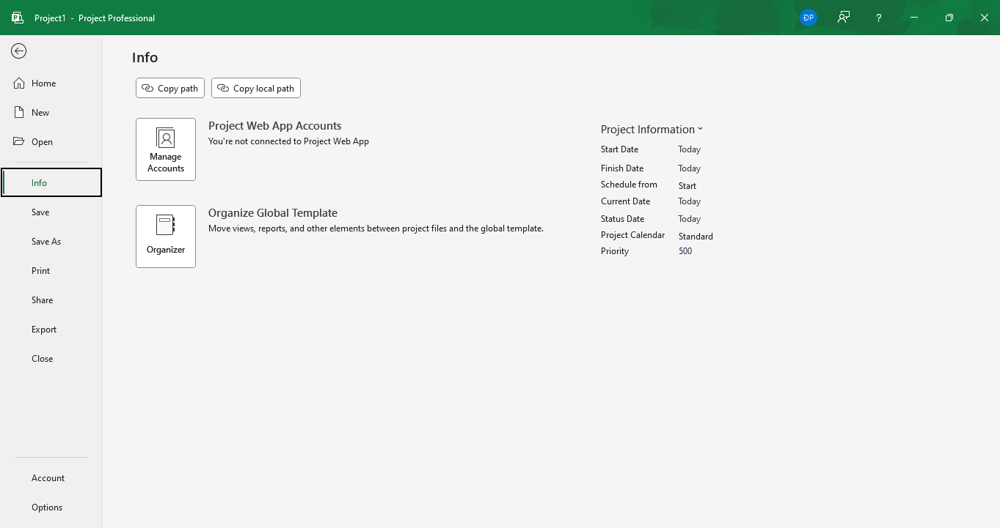 Project1 - Project Professional
ĐP
?
Home
New
Open
Info
Save
Save As
Print
Share
Export
Close
Account
Options
Info
Copy path
Copy local path
Manage
Accounts
Project Web App Accounts
You're not connected to Project Web App
Organizer
Organize Global Template
Move views, reports, and other elements between project files and the global template.
Project Information
Start Date Today
Finish Date Today
Schedule from Start
Current Date Today
Status Date Today
Project Calendar Standard
Priority 500